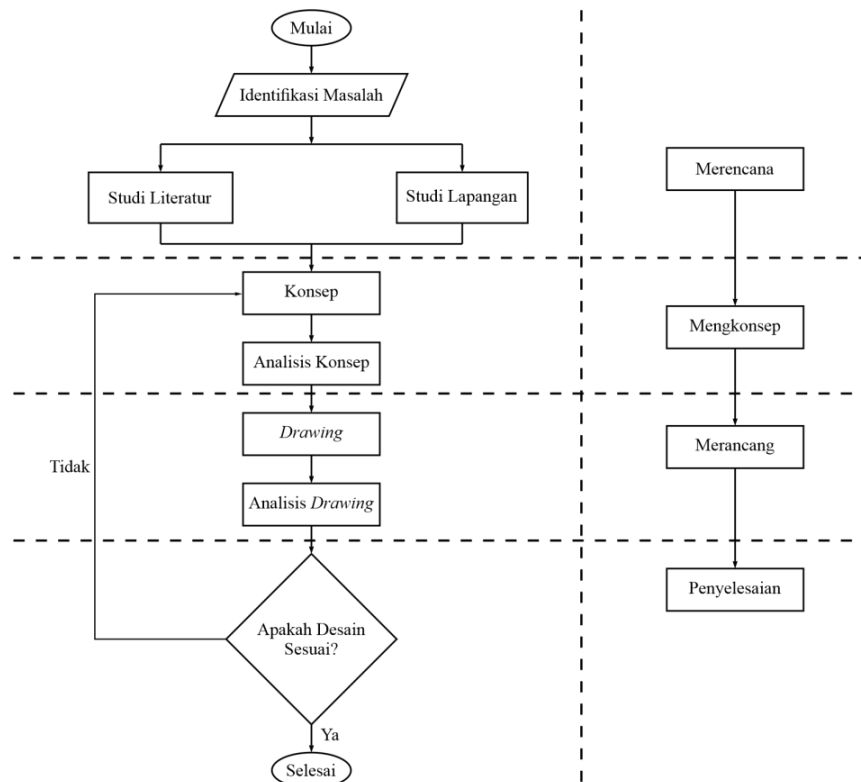 Mulai
Identifikasi Masalah
Studi Literatur
Studi Lapangan
Merencana
Konsep
Mengkonsep
Analisis Konsep
Drawing
Merancang
Tidak
Analisis Drawing
Penyelesaian
Apakah Desain
Sesuai?
Ya
Selesai